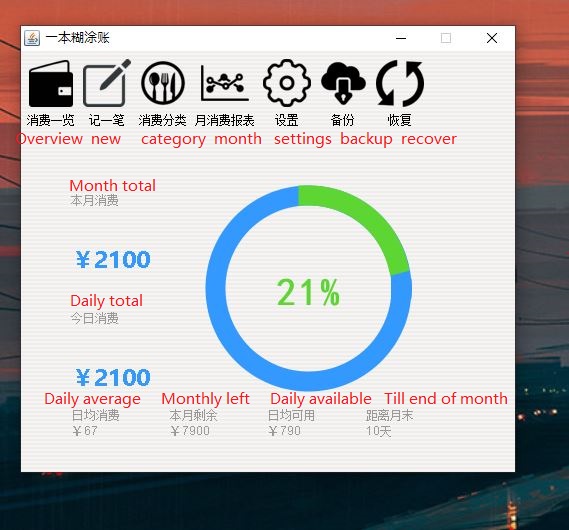 一本糊涂账
消费一览 记一笔 消费分类 月消费报表 设置 备份 恢复
Overview new category month settings backup recover
Month total
本月消费
￥2100
21%
Daily total
今日消费
￥2100
Daily average Monthly left Daily available Till end of month
日均消费 本月剩余 日均可用 距离月末
￥67 ￥7900 ￥790 10天